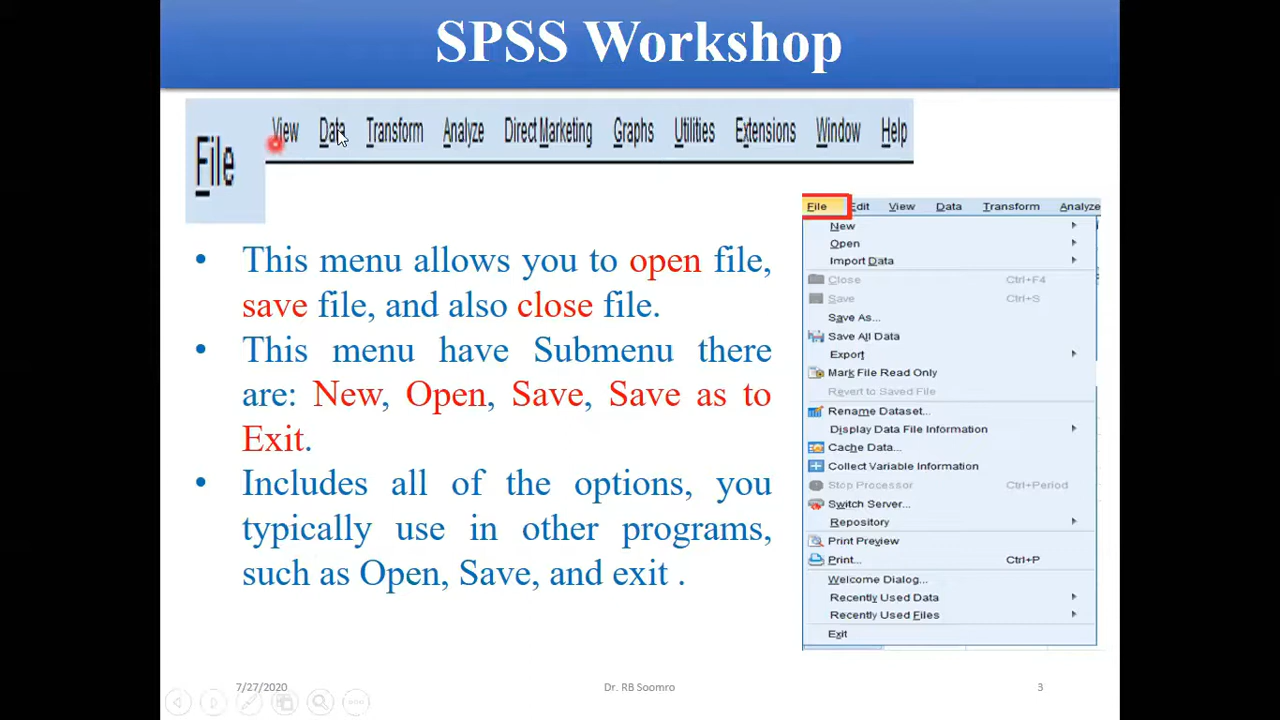 SPSS Workshop
File View Data Transform Analyze Direct Marketing Graphs Utilities Extensions Window Help
• This menu allows you to open file,
save file, and also close file.
• This menu have Submenu there
are: New, Open, Save, Save as to
Exit.
• Includes all of the options, you
typically use in other programs,
such as Open, Save, and exit .
File Edit View Data Transform Analyze
New
Open
Import Data
Close Ctrl+F4
Save Ctrl+S
Save As...
Save All Data
Export
Mark File Read Only
Revert to Saved File
Rename Dataset...
Display Data File Information
Cache Data...
Collect Variable Information
Stop Processor Ctrl+Period
Switch Server...
Repository
Print Preview
Print... Ctrl+P
Welcome Dialog...
Recently Used Data
Recently Used Files
Exit
7/27/2020 Dr. RB Soomro 3